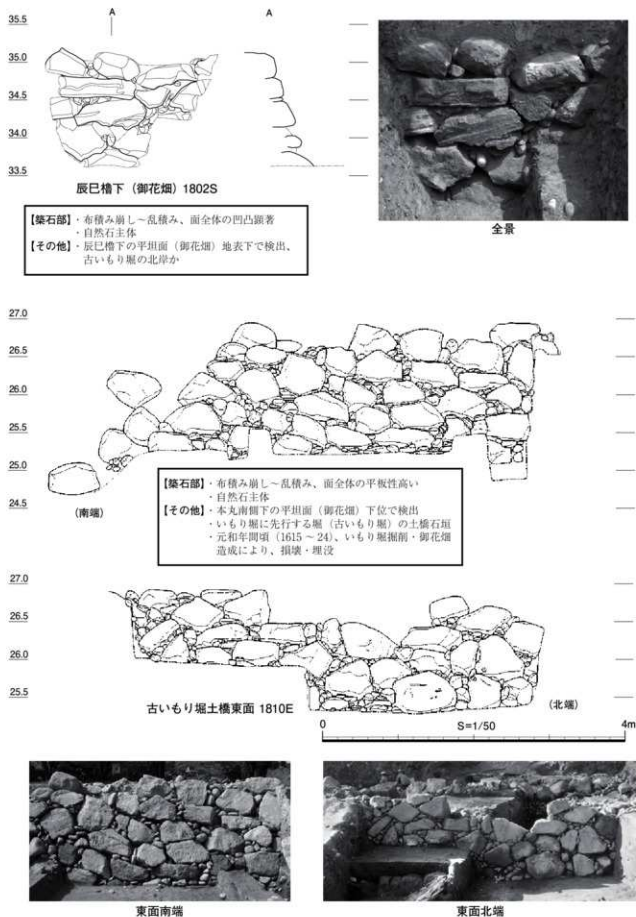 35.5
35.0
34.5
34.0
33.5
A
A
辰巳櫓下（御花畑）1802S
全景
【築石部】・布積み崩し～乱積み、面全体の凹凸顕著
・自然石主体
【その他】・辰巳櫓下の平坦面（御花畑）地表下で検出、
古いもり堀の北岸か
27.0
26.5
26.0
25.5
25.0
24.5
（南端）
【築石部】・布積み崩し～乱積み、面全体の平板性高い
・自然石主体
【その他】・本丸南側下の平坦面（御花畑）下位で検出
・いもり堀に先行する堀（古いもり堀）の土橋石垣
・元和年間頃（1615 ～ 24）、いもり堀掘削・御花畑
造成により、損壊・埋没
27.0
26.5
26.0
25.5
古いもり堀土橋東面 1810E
（北端）
0 S=1/50 4m
東面南端
東面北端